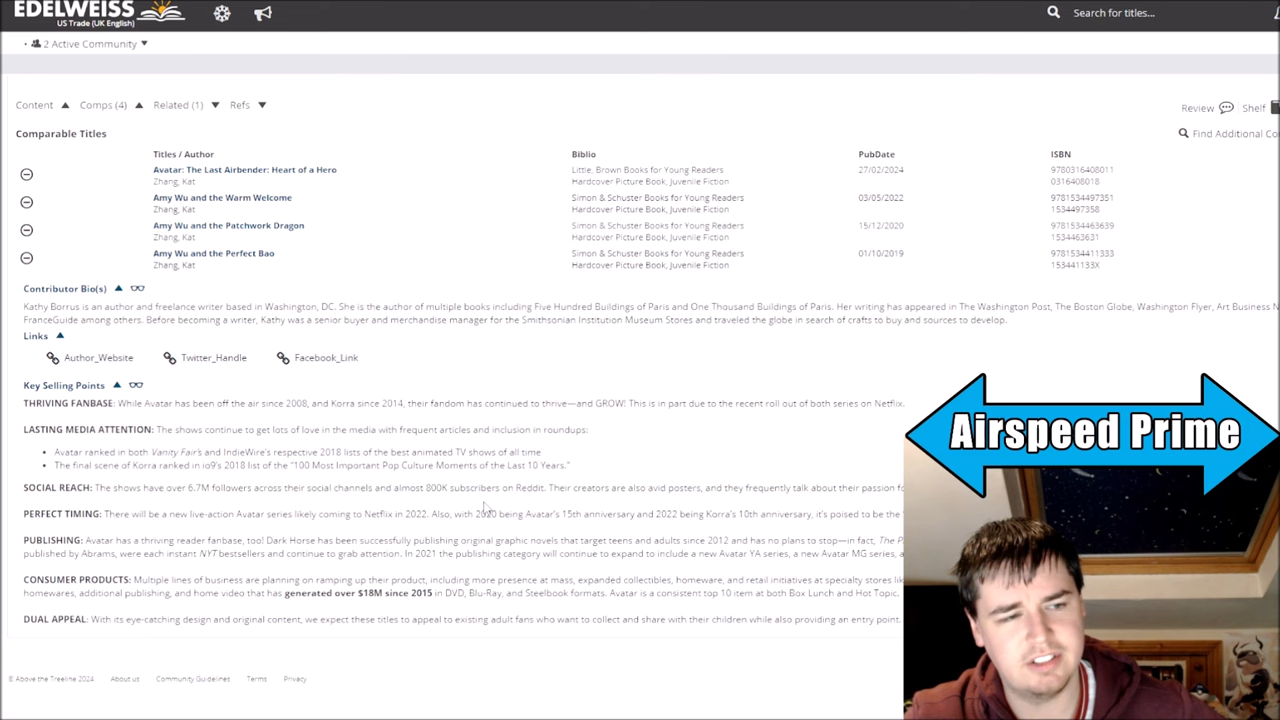 EDELWEISS
US Trade (UK English)
Search for titles...
• 2 Active Community
Content Comps (4) Related (1) Refs
Review Shelf
Comparable Titles
Find Additional Co
Titles / Author Biblio PubDate ISBN
Avatar: The Last Airbender: Heart of a Hero Little, Brown Books for Young Readers 27/02/2024 9780316408011
Zhang, Kat Hardcover Picture Book, Juvenile Fiction 0316408018
Amy Wu and the Warm Welcome Simon & Schuster Books for Young Readers 03/05/2022 9781534497351
Zhang, Kat Hardcover Picture Book, Juvenile Fiction 1534497358
Amy Wu and the Patchwork Dragon Simon & Schuster Books for Young Readers 15/12/2020 9781534463639
Zhang, Kat Hardcover Picture Book, Juvenile Fiction 1534463631
Amy Wu and the Perfect Bao Simon & Schuster Books for Young Readers 01/10/2019 9781534411333
Zhang, Kat Hardcover Picture Book, Juvenile Fiction 153441133X
Contributor Bio(s)
Kathy Borrus is an author and freelance writer based in Washington, DC. She is the author of multiple books including Five Hundred Buildings of Paris and One Thousand Buildings of Paris. Her writing has appeared in The Washington Post, The Boston Globe, Washington Flyer, Art Business N
FranceGuide among others. Before becoming a writer, Kathy was a senior buyer and merchandise manager for the Smithsonian Institution Museum Stores and traveled the globe in search of crafts to buy and sources to develop.
Links
Author_Website Twitter_Handle Facebook_Link
Key Selling Points
THRIVING FANBASE: While Avatar has been off the air since 2008, and Korra since 2014, their fandom has continued to thrive—and GROW! This is in part due to the recent roll out of both series on Netflix.
LASTING MEDIA ATTENTION: The shows continue to get lots of love in the media with frequent articles and inclusion in roundups:
• Avatar ranked in both Vanity Fair's and IndieWire's respective 2018 lists of the best animated TV shows of all time
• The final scene of Korra ranked in io9's 2018 list of the "100 Most Important Pop Culture Moments of the Last 10 Years."
SOCIAL REACH: The shows have over 6.7M followers across their social channels and almost 800K subscribers on Reddit. Their creators are also avid posters, and they frequently talk about their passion fo
PERFECT TIMING: There will be a new live-action Avatar series likely coming to Netflix in 2022. Also, with 2020 being Avatar's 15th anniversary and 2022 being Korra's 10th anniversary, it's poised to be the "
PUBLISHING: Avatar has a thriving reader fanbase, too! Dark Horse has been successfully publishing original graphic novels that target teens and adults since 2012 and has no plans to stop—in fact, The P
published by Abrams, were each instant NYT bestsellers and continue to grab attention. In 2021 the publishing category will continue to expand to include a new Avatar YA series, a new Avatar MG series, a
CONSUMER PRODUCTS: Multiple lines of business are planning on ramping up their product, including more presence at mass, expanded collectibles, homeware, and retail initiatives at specialty stores like
homewares, additional publishing, and home video that has generated over $18M since 2015 in DVD, Blu-Ray, and Steelbook formats. Avatar is a consistent top 10 item at both Box Lunch and Hot Topic.
DUAL APPEAL: With its eye-catching design and original content, we expect these titles to appeal to existing adult fans who want to collect and share with their children while also providing an entry point.
Airspeed Prime
© Above the Treeline 2024 About us Community Guidelines Terms Privacy